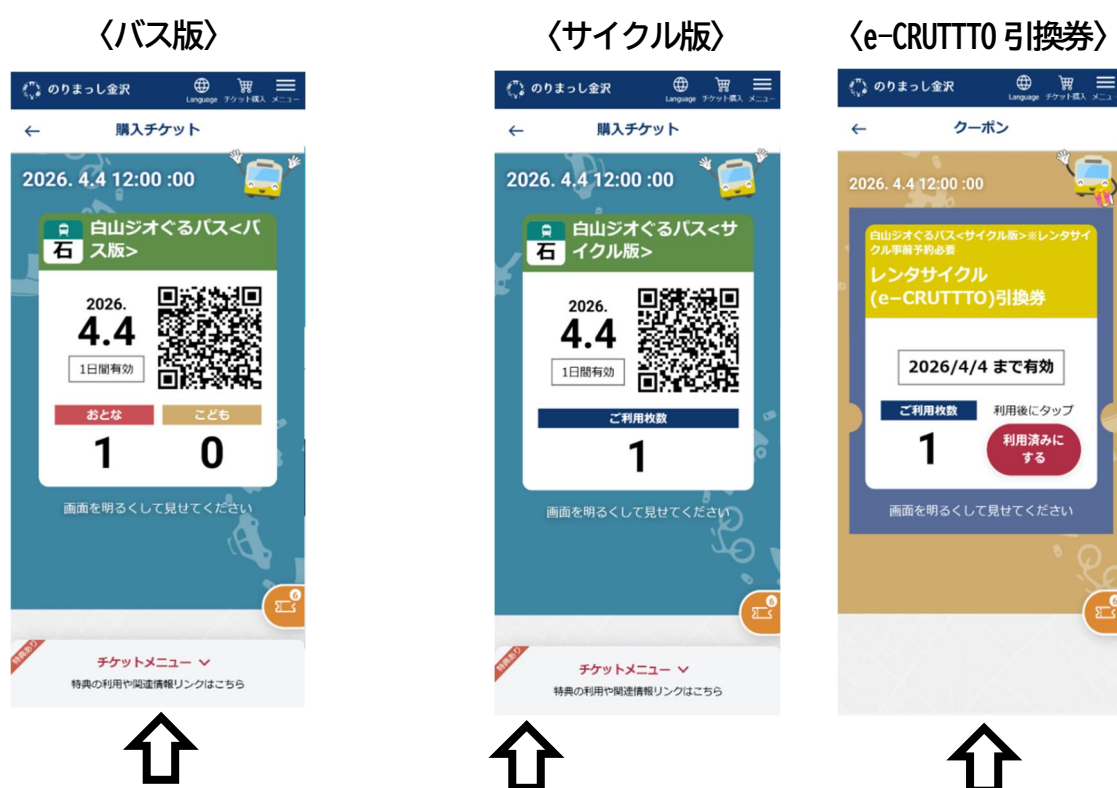 〈バス版〉
のりまっし金沢
Language チケット購入 メニュー
← 購入チケット
2026. 4.4 12:00 :00
石
白山ジオぐるパス<バ
ス版>
2026.
4.4
1日間有効
おとな こども
1 0
画面を明るくして見せてください
6
特典あり
チケットメニュー
特典の利用や関連情報リンクはこちら
〈サイクル版〉
のりまっし金沢
Language チケット購入 メニュー
← 購入チケット
2026. 4.4 12:00 :00
石
白山ジオぐるパス<サ
イクル版>
2026.
4.4
1日間有効
ご利用枚数
1
画面を明るくして見せてください
6
特典あり
チケットメニュー
特典の利用や関連情報リンクはこちら
〈e-CRUTTTO 引換券〉
のりまっし金沢
Language チケット購入 メニュー
← クーポン
2026. 4.4 12:00 :00
白山ジオぐるパス<サイクル版>※レンタサイ
クル事前予約必要
レンタサイクル
(e−CRUTTTO)引換券
2026/4/4 まで有効
ご利用枚数 利用後にタップ
1
利用済みに
する
画面を明るくして見せてください
6